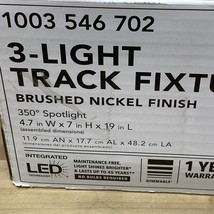 1003 546 702
3-LIGHT
TRACK FIXTU
BRUSHED NICKEL FINISH
350° Spotlight
4.7 in W x 7 in H x 19 in L
(assembled dimensions)
11.9 cm AN x 17.7 cm AL x 48.2 cm LA
INTEGRATED
LED
MAINTENANCE-FREE.
LIGHT SHINES BRIGHTER
& LASTS UP TO 45 YEARS**
NO BULBS REQUIRED
DIMMABLE
1 YE
WARRAN